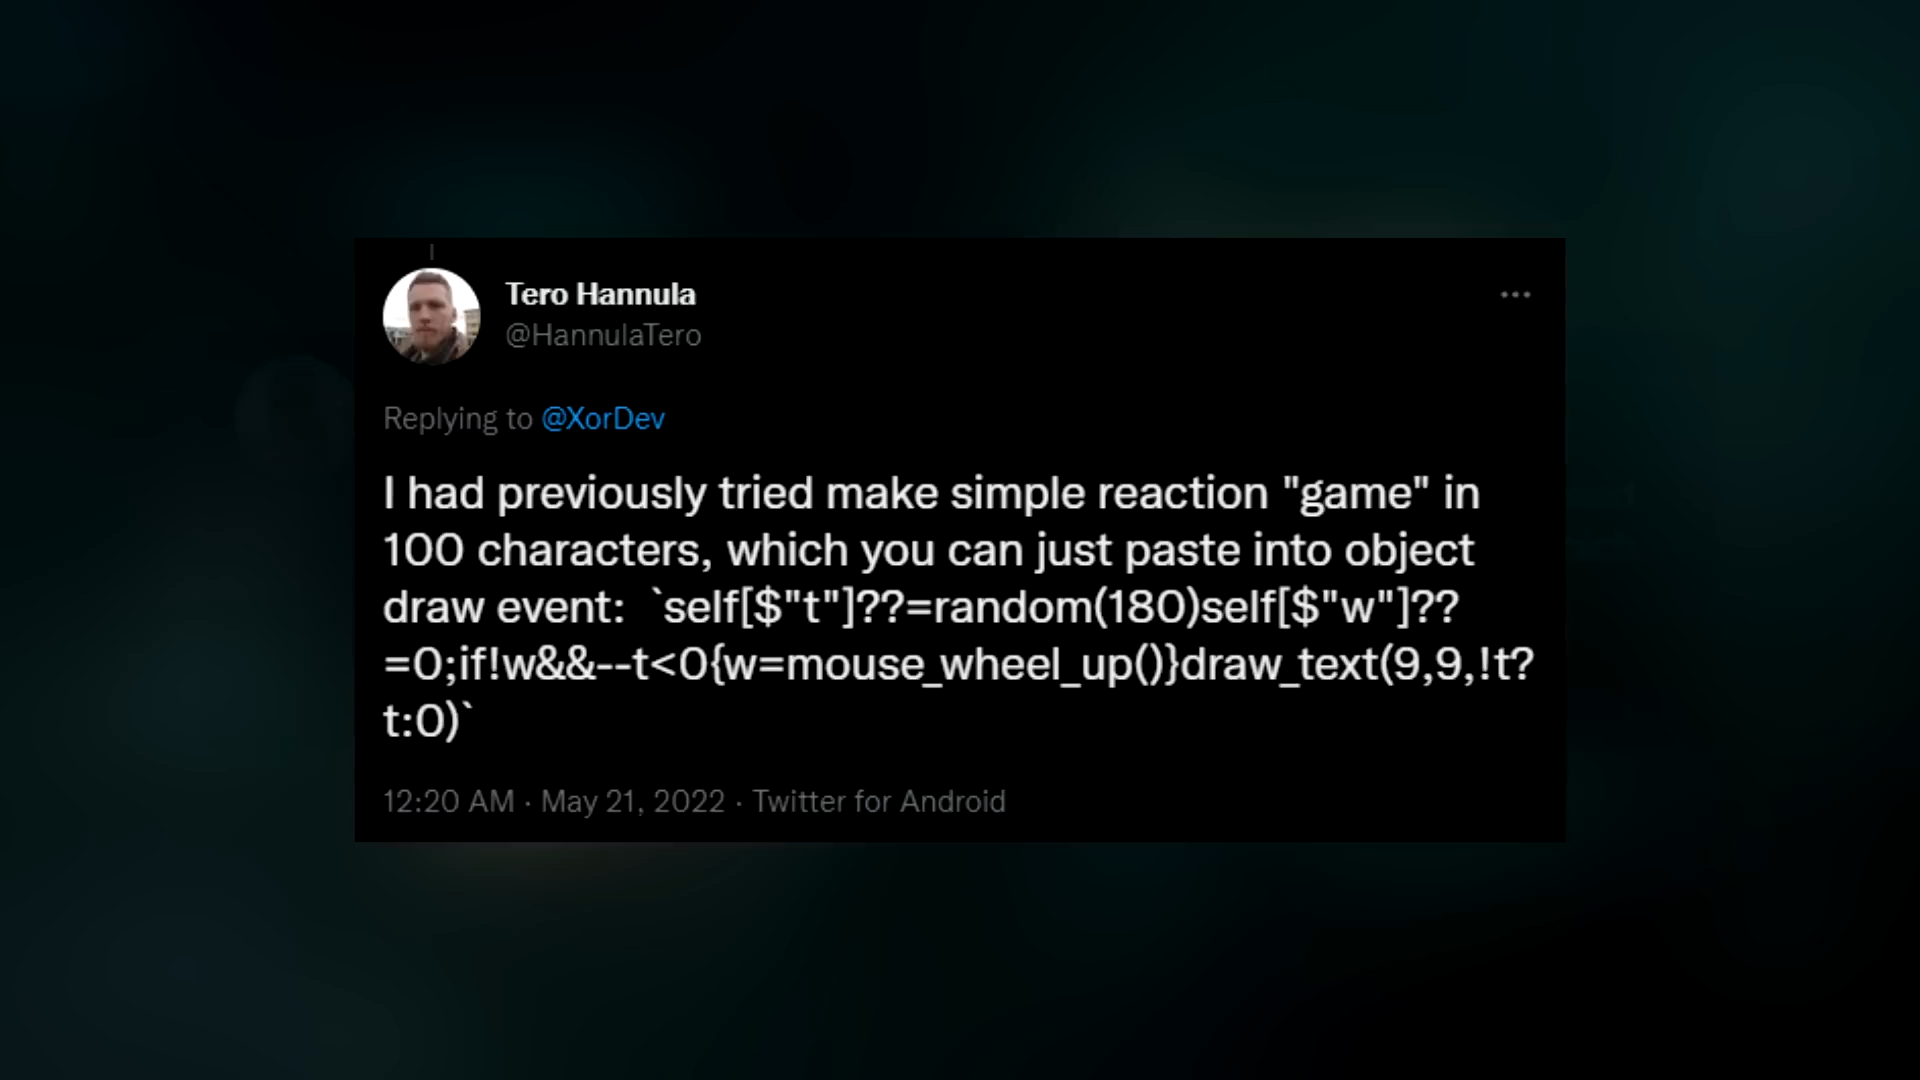 Tero Hannula
@HannulaTero
Replying to @XorDev
I had previously tried make simple reaction "game" in
100 characters, which you can just paste into object
draw event:  `self[$"t"]??=random(180)self[$"w"]??
=0;if!w&&--t<0{w=mouse_wheel_up()}draw_text(9,9,!t?
t:0)`
12:20 AM · May 21, 2022 · Twitter for Android